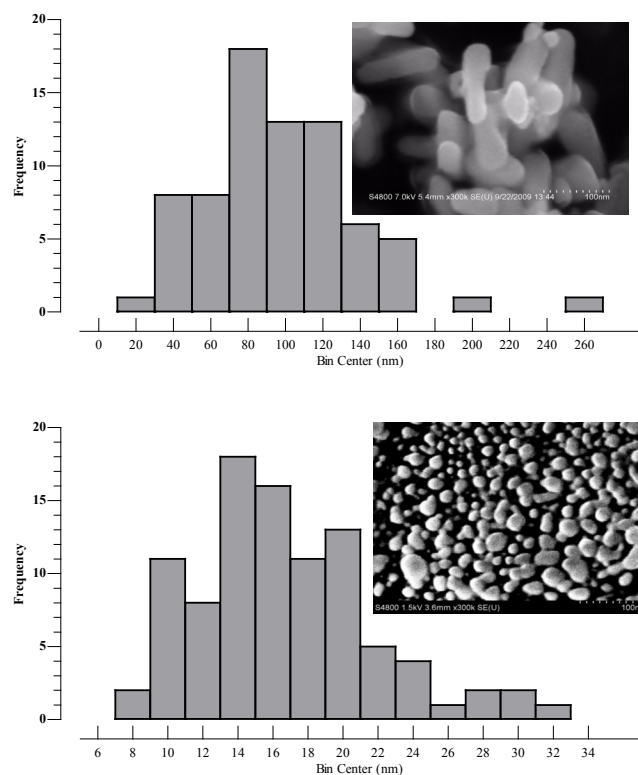 20
15
10
5
0
Frequency
S4800 7.0kV 5.4mm x300k SE(U) 9/22/2009 13:44 100nm
0 20 40 60 80 100 120 140 160 180 200 220 240 260
Bin Center (nm)
20
15
10
5
0
Frequency
S4800 1.5kV 3.6mm x300k SE(U) 100n
6 8 10 12 14 16 18 20 22 24 26 28 30 32 34
Bin Center (nm)